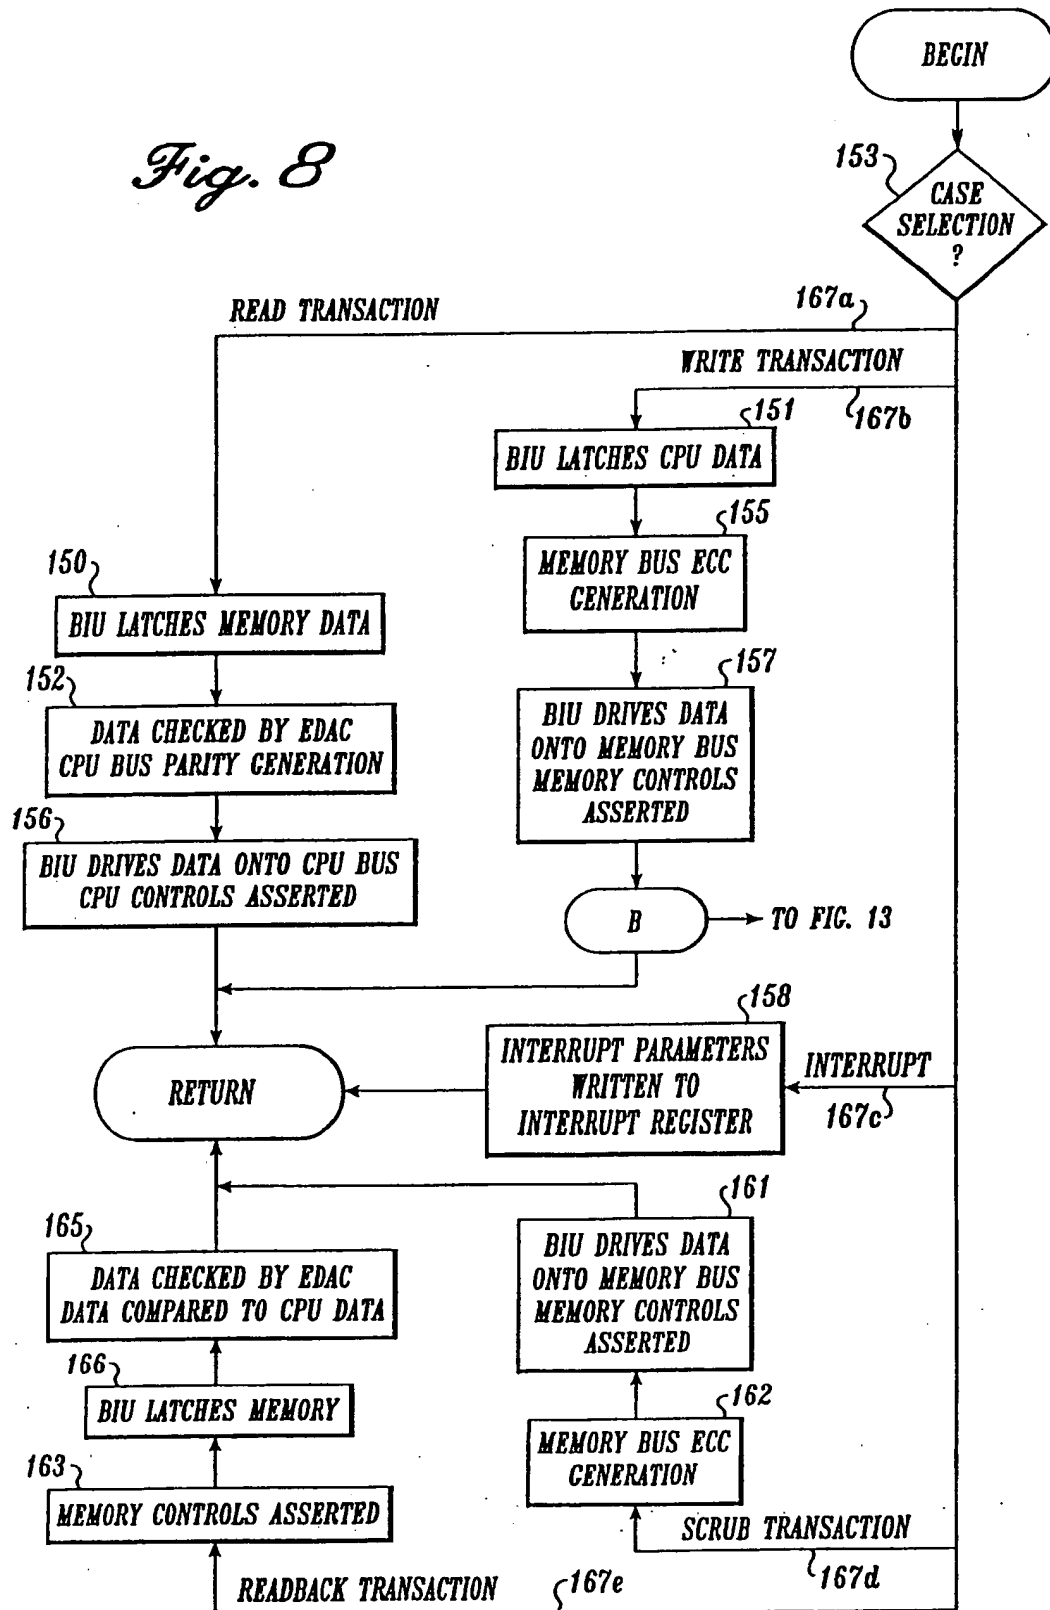 BEGIN
Fig. 8
153
CASE
SELECTION
?
READ TRANSACTION
167a
WRITE TRANSACTION
167b
151
BIU LATCHES CPU DATA
155
MEMORY BUS ECC
GENERATION
150
BIU LATCHES MEMORY DATA
152
DATA CHECKED BY EDAC
CPU BUS PARITY GENERATION
157
BIU DRIVES DATA
ONTO MEMORY BUS
MEMORY CONTROLS
ASSERTED
156
BIU DRIVES DATA ONTO CPU BUS
CPU CONTROLS ASSERTED
B
TO FIG. 13
158
INTERRUPT PARAMETERS
WRITTEN TO
INTERRUPT REGISTER
INTERRUPT
167c
RETURN
161
BIU DRIVES DATA
ONTO MEMORY BUS
MEMORY CONTROLS
ASSERTED
165
DATA CHECKED BY EDAC
DATA COMPARED TO CPU DATA
166
BIU LATCHES MEMORY
162
MEMORY BUS ECC
GENERATION
163
MEMORY CONTROLS ASSERTED
SCRUB TRANSACTION
167d
READBACK TRANSACTION
167e